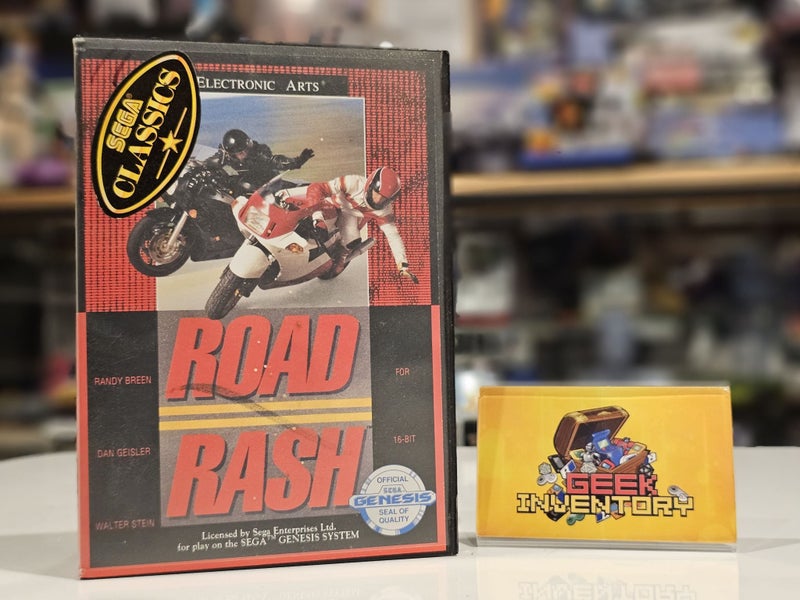 SEGA®
CLASSICS
ELECTRONIC ARTS®
ROAD
RASH
RANDY BREEN
DAN GEISLER
WALTER STEIN
FOR
16-BIT
OFFICIAL
SEGA
GENESIS
SEAL OF
QUALITY
Licensed by Sega Enterprises Ltd.
for play on the SEGA™ GENESIS SYSTEM
GEEK
INVENTORY